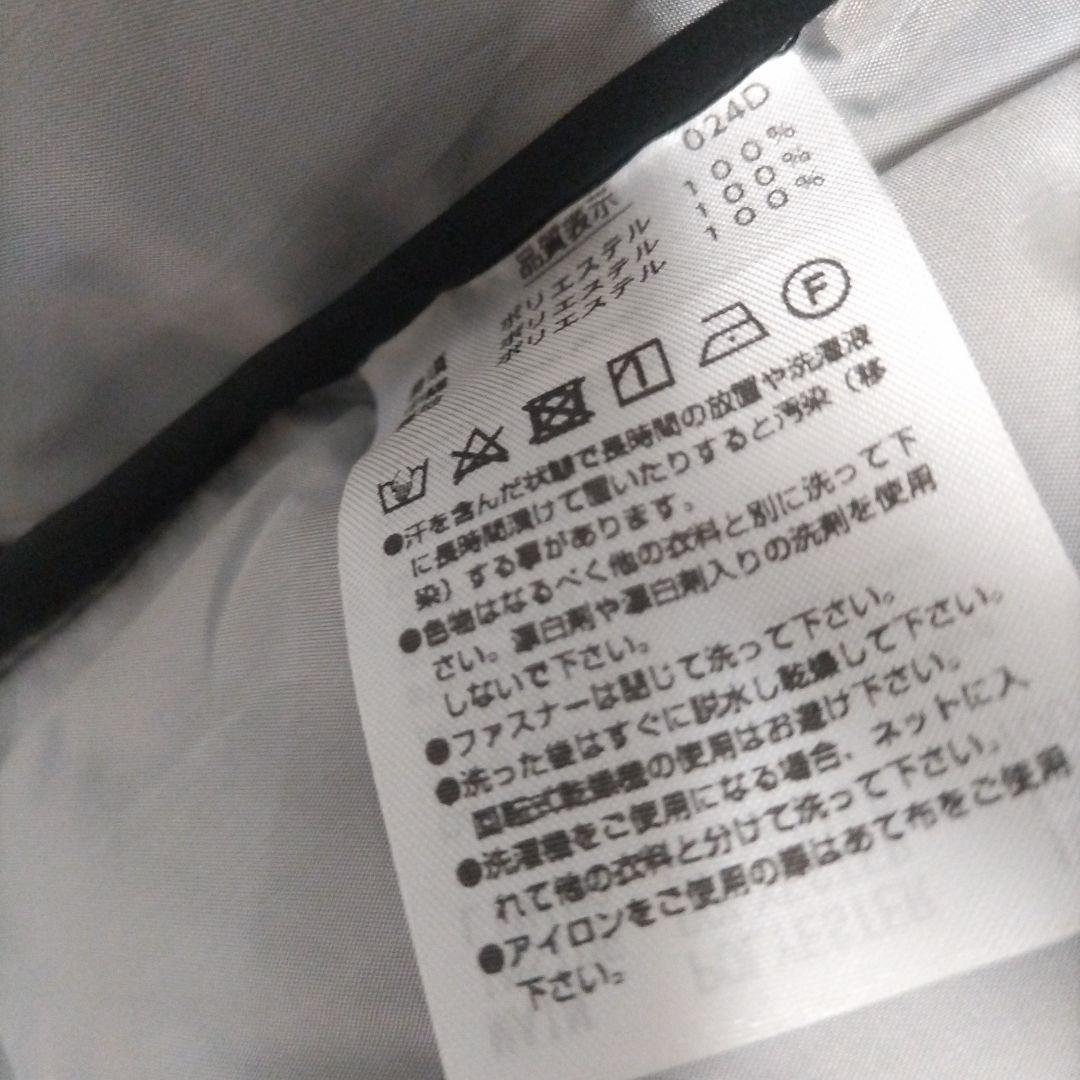 024D
品質表示
ポリエステル 100%
ポリエステル 100%
ポリエステル 100%
F
●汗を含んだ状態で長時間の放置や洗濯液
に長時間漬けて置いたりすると汚染（移
染）する事があります。
●色物はなるべく他の衣料と別に洗って下
さい。漂白剤や漂白剤入りの洗剤を使用
しないで下さい。
●ファスナーは閉じて洗って下さい。
●洗った後はすぐに脱水し乾燥して下さい。
回転式乾燥機の使用はお避け下さい。
●洗濯機をご使用になる場合、ネットに入
れて他の衣料と分けて洗って下さい。
●アイロンをご使用の際はあて布をご使用
下さい。